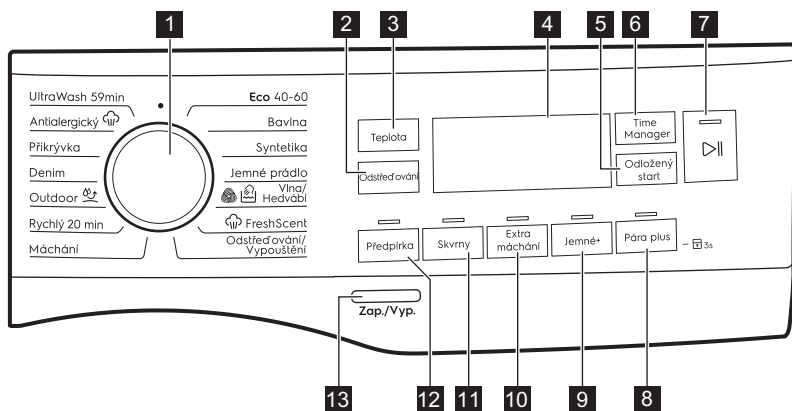 1
2
3
4
5
6
7
UltraWash 59min
Antialergický
Přikrývka
Denim
Outdoor
Rychlý 20 min
Máchání
Eco 40-60
Bavlna
Syntetika
Jemné prádlo
Vlna/
Hedvábí
FreshScent
Odstřeďování/
Vypouštění
Teplota
Odstřeďování
Time
Manager
Odložený
start
Předpírka
Skvrny
Extra
máchání
Jemné+
Pára plus
3s
Zap./Vyp.
13
12
11
10
9
8